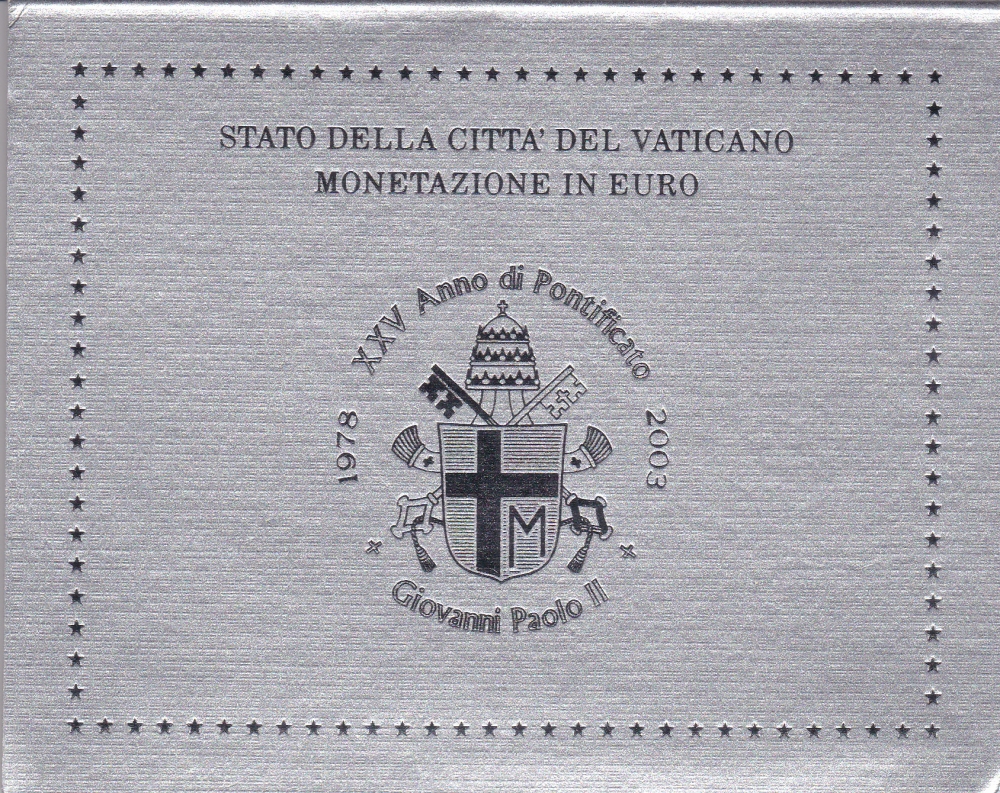 STATO DELLA CITTA' DEL VATICANO
MONETAZIONE IN EURO
XXV Anno di Pontificato
1978
2003
M
Giovanni Paolo II